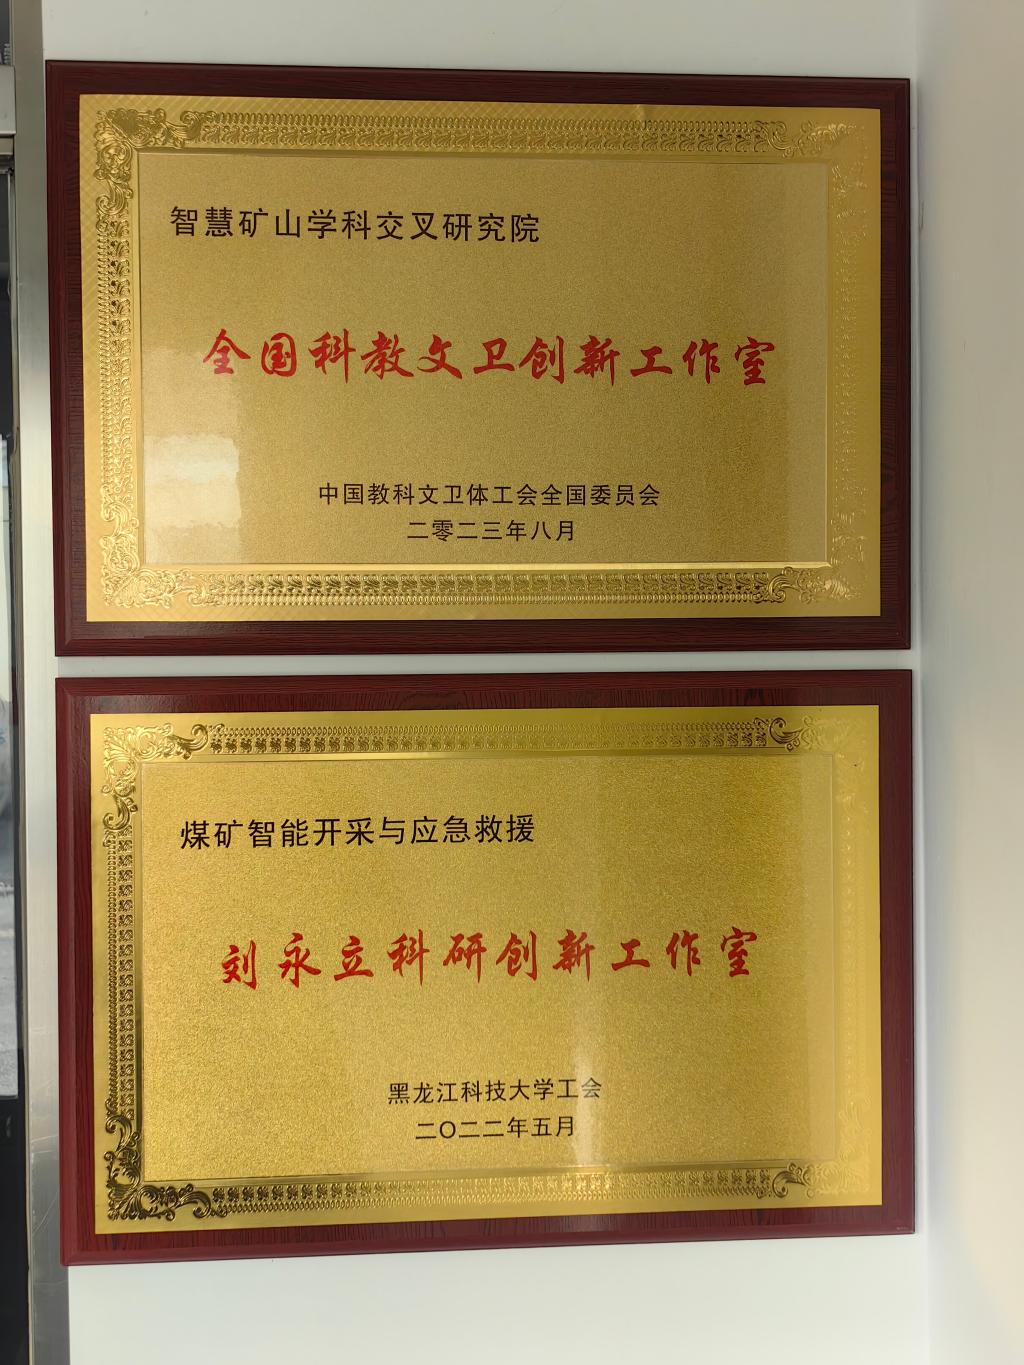 智慧矿山学科交叉研究院
全国科教文卫创新工作室
中国教科文卫体工会全国委员会
二零二三年八月
煤矿智能开采与应急救援
刘永立科研创新工作室
黑龙江科技大学工会
二〇二二年五月